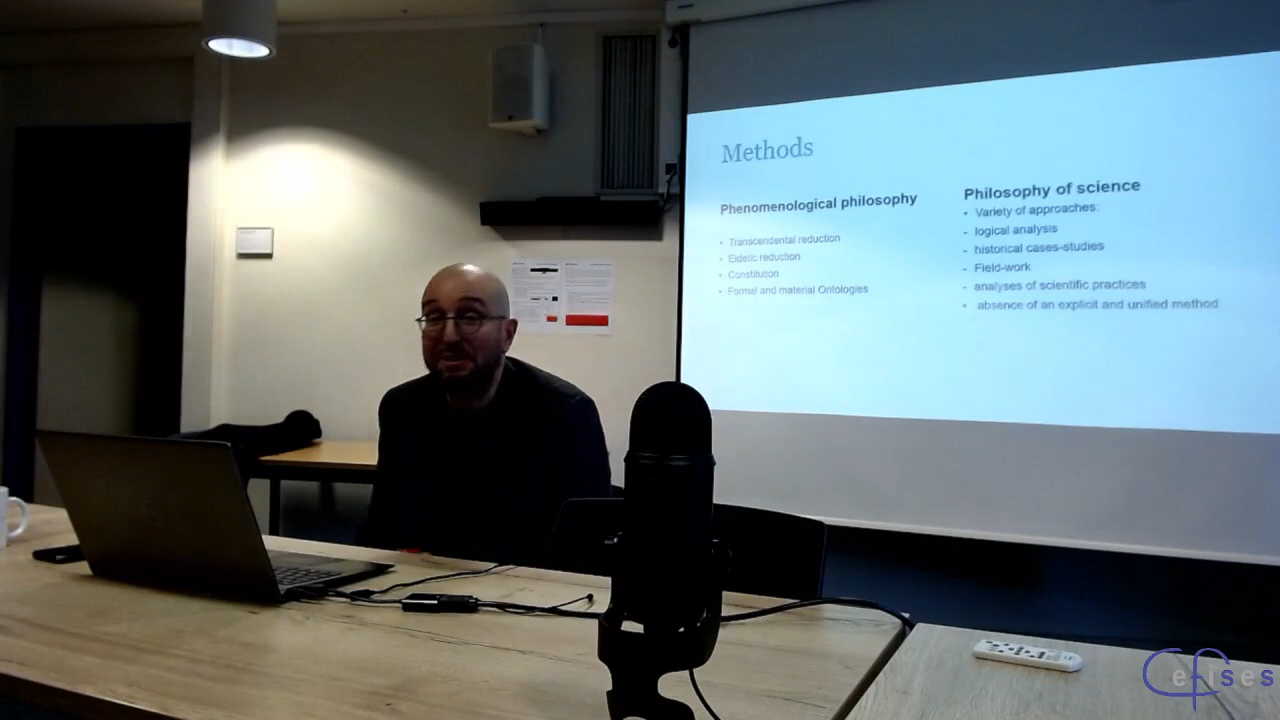 Methods
Phenomenological philosophy
• Transcendental reduction
• Eidetic reduction
• Constitution
• Formal and material Ontologies
Philosophy of science
• Variety of approaches:
- logical analysis
- historical cases-studies
- Field-work
- analyses of scientific practices
• absence of an explicit and unified method
Cefises